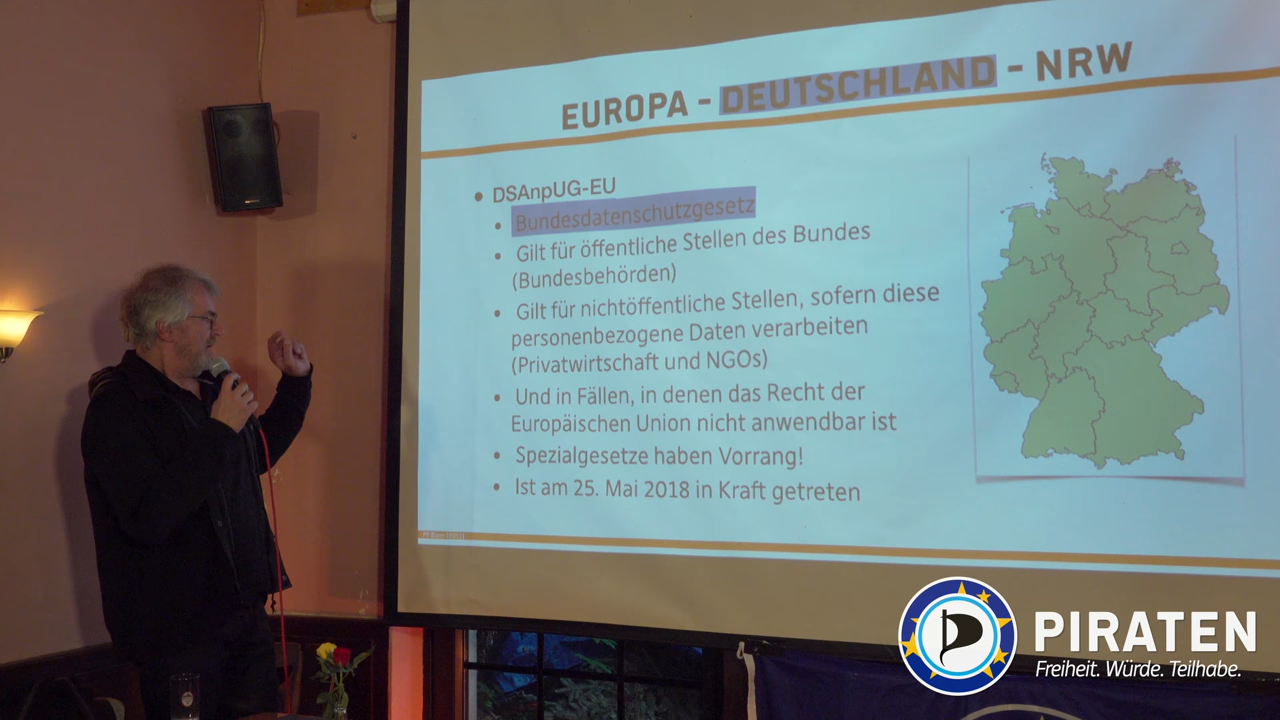 EUROPA - DEUTSCHLAND - NRW
• DSAnpUG-EU
• Bundesdatenschutzgesetz
• Gilt für öffentliche Stellen des Bundes
(Bundesbehörden)
• Gilt für nichtöffentliche Stellen, sofern diese
personenbezogene Daten verarbeiten
(Privatwirtschaft und NGOs)
• Und in Fällen, in denen das Recht der
Europäischen Union nicht anwendbar ist
• Spezialgesetze haben Vorrang!
• Ist am 25. Mai 2018 in Kraft getreten
PIRATEN
Freiheit. Würde. Teilhabe.